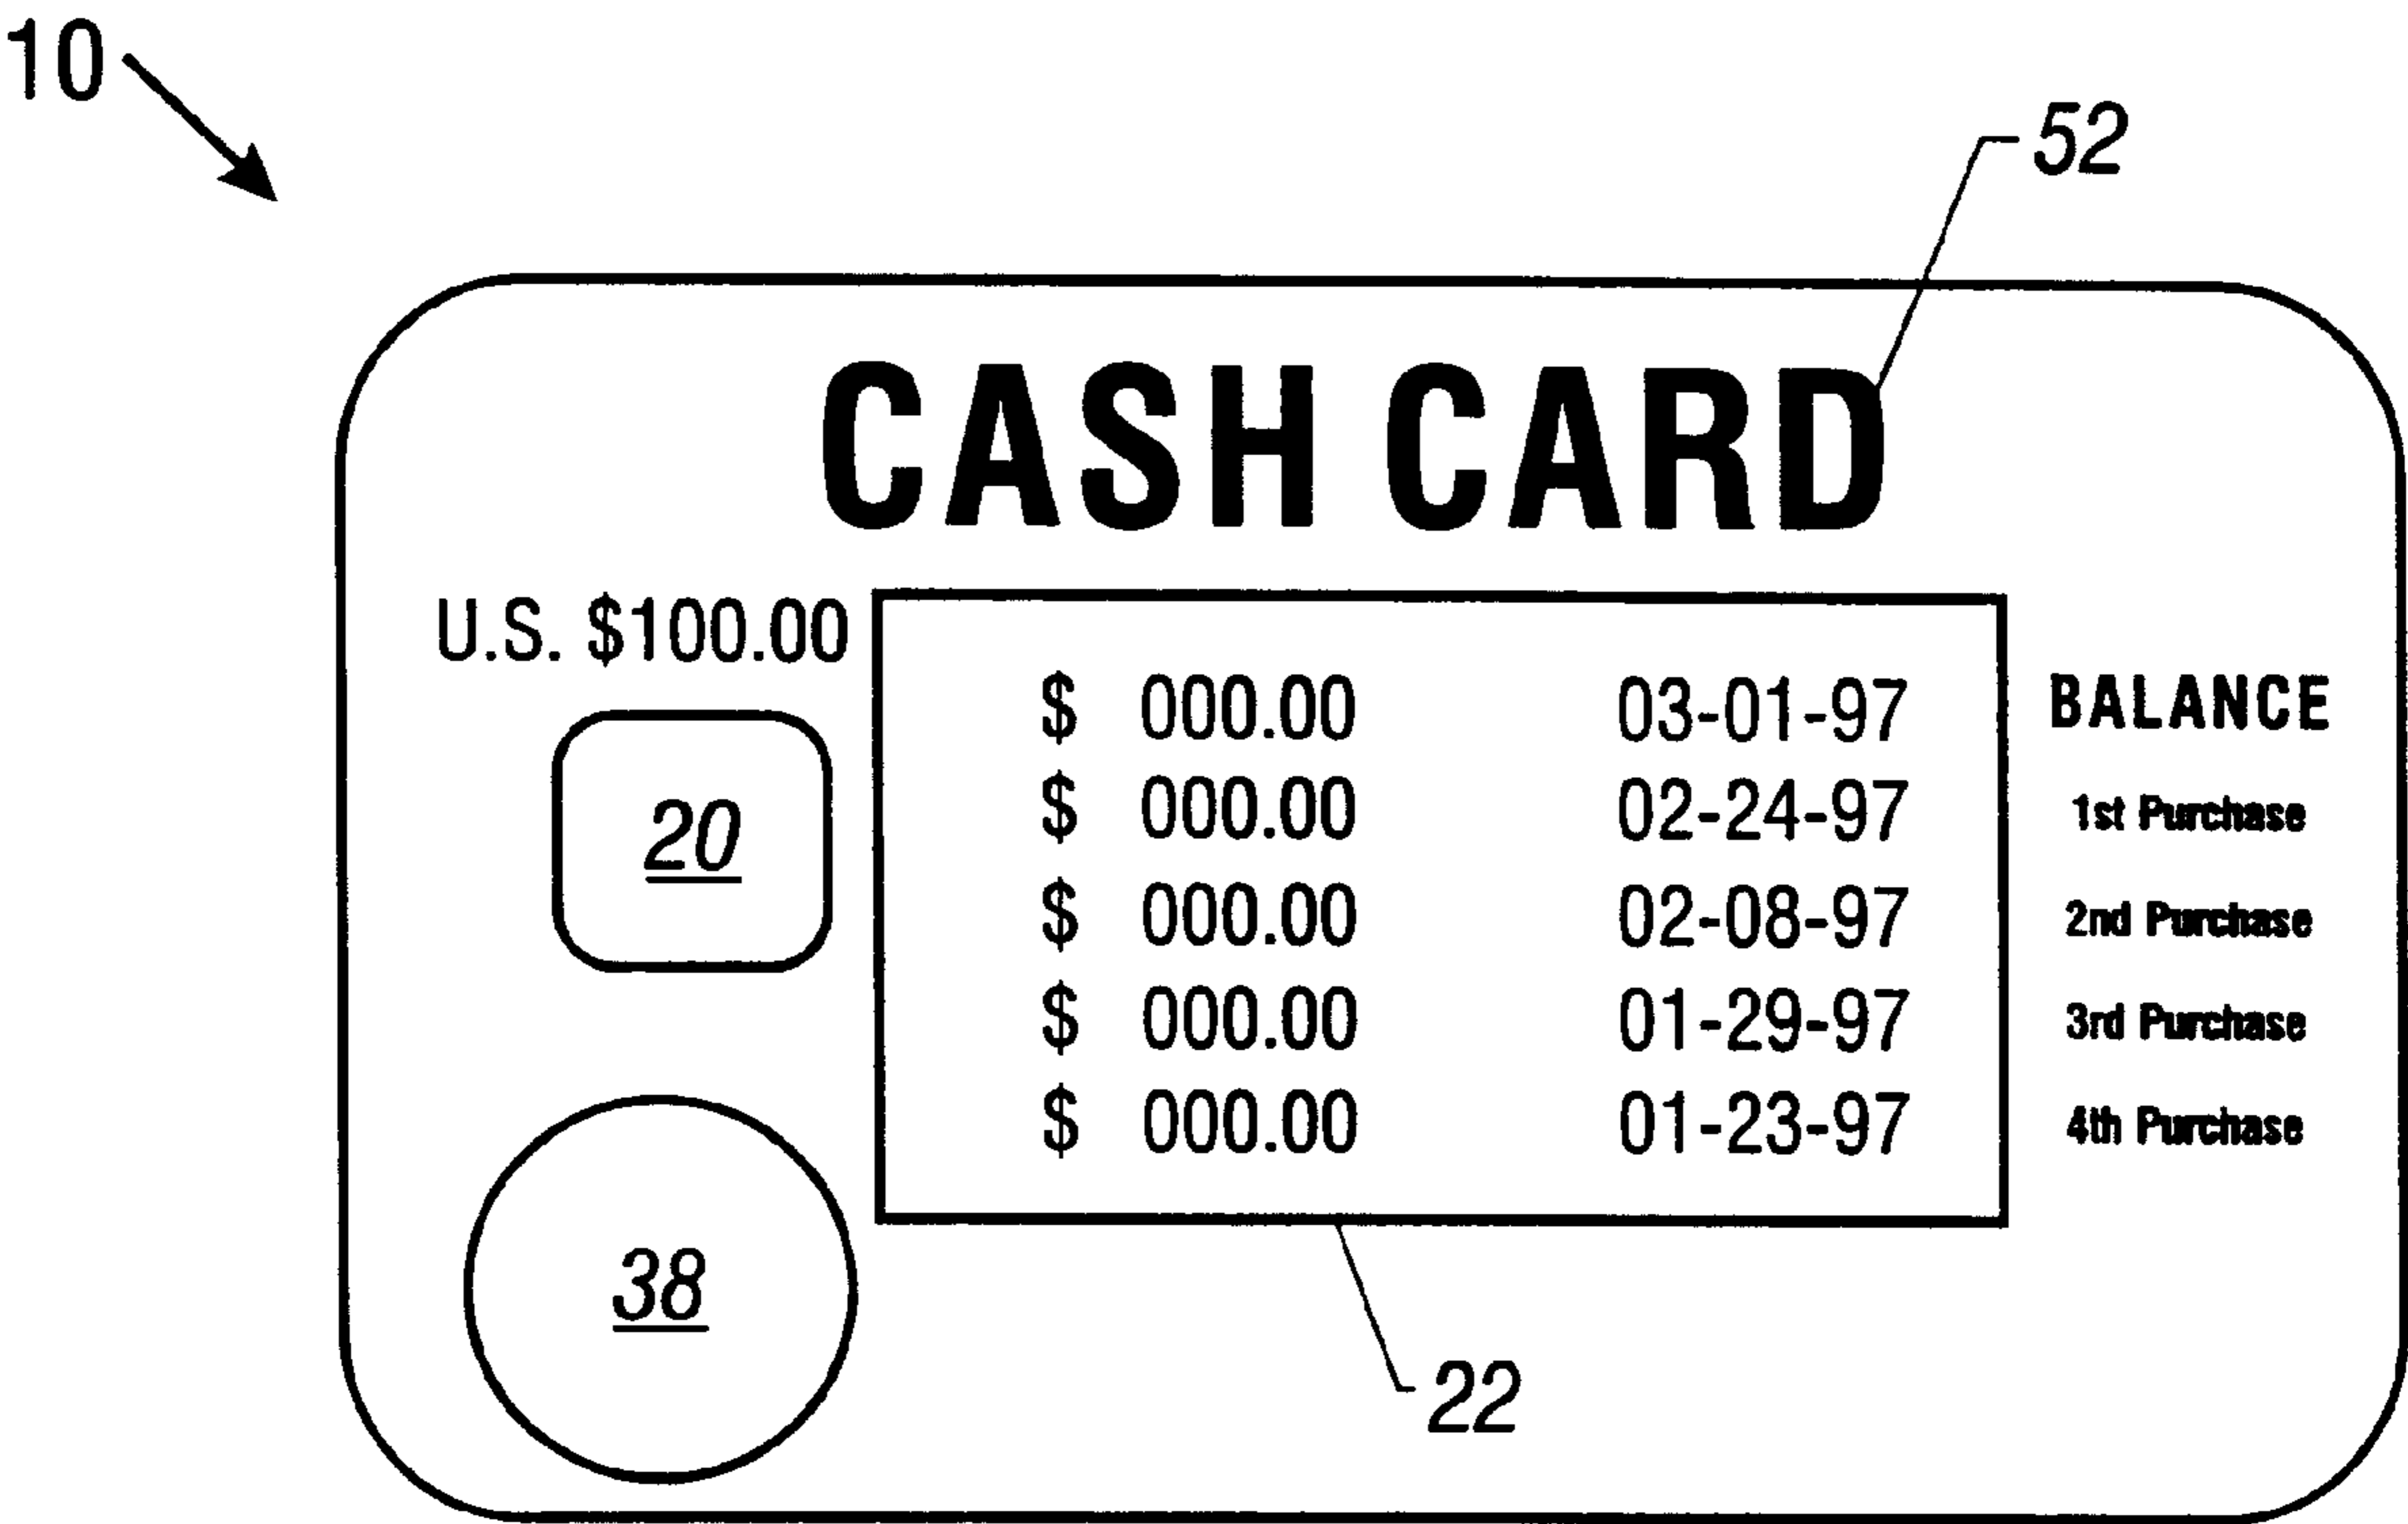 10
52
CASH CARD
U.S. $100.00
$ 000.00 03-01-97 BALANCE
$ 000.00 02-24-97 1st Purchase
$ 000.00 02-08-97 2nd Purchase
$ 000.00 01-29-97 3rd Purchase
$ 000.00 01-23-97 4th Purchase
20
38
22